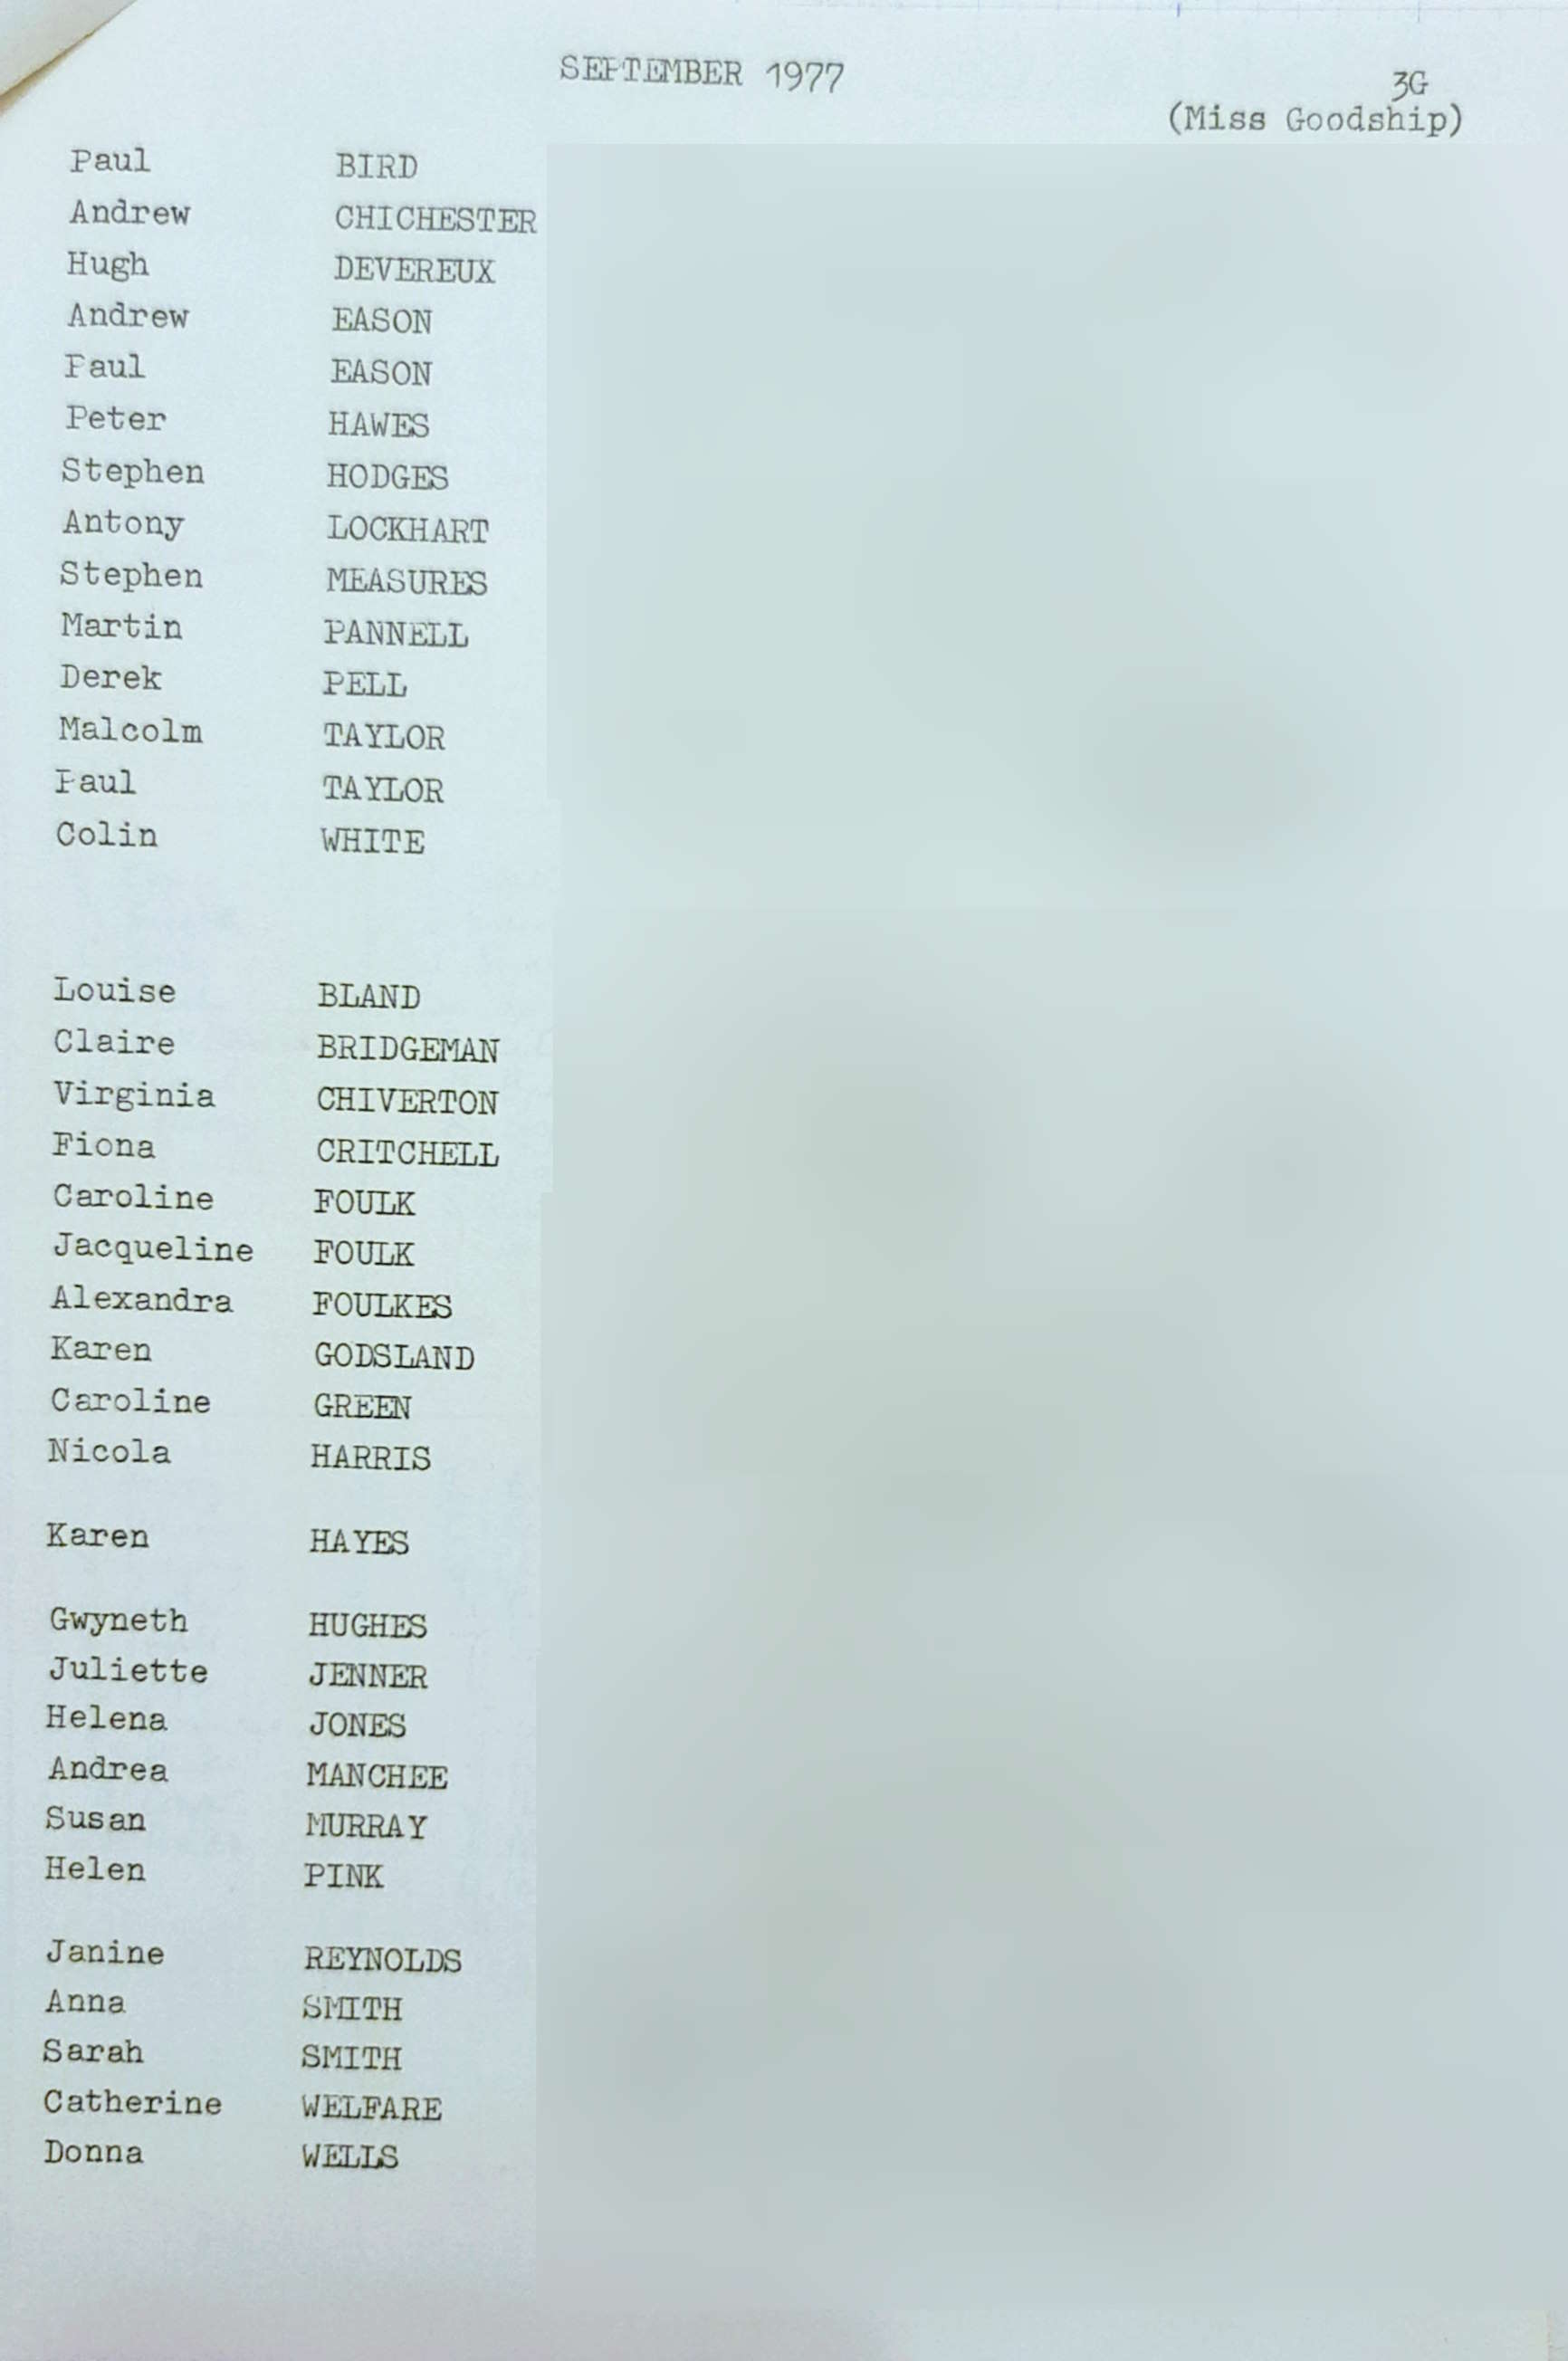 SEPTEMBER 1977
3G
(Miss Goodship)
Paul BIRD
Andrew CHICHESTER
Hugh DEVEREUX
Andrew EASON
Paul EASON
Peter HAWES
Stephen HODGES
Antony LOCKHART
Stephen MEASURES
Martin PANNELL
Derek PELL
Malcolm TAYLOR
Paul TAYLOR
Colin WHITE
Louise BLAND
Claire BRIDGEMAN
Virginia CHIVERTON
Fiona CRITCHELL
Caroline FOULK
Jacqueline FOULK
Alexandra FOULKES
Karen GODSLAND
Caroline GREEN
Nicola HARRIS
Karen HAYES
Gwyneth HUGHES
Juliette JENNER
Helena JONES
Andrea MANCHEE
Susan MURRAY
Helen PINK
Janine REYNOLDS
Anna SMITH
Sarah SMITH
Catherine WELFARE
Donna WELLS